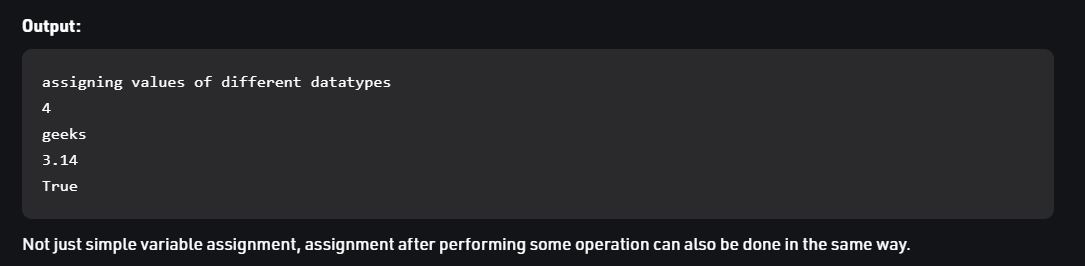 Output:
assigning values of different datatypes
4
geeks
3.14
True
Not just simple variable assignment, assignment after performing some operation can also be done in the same way.